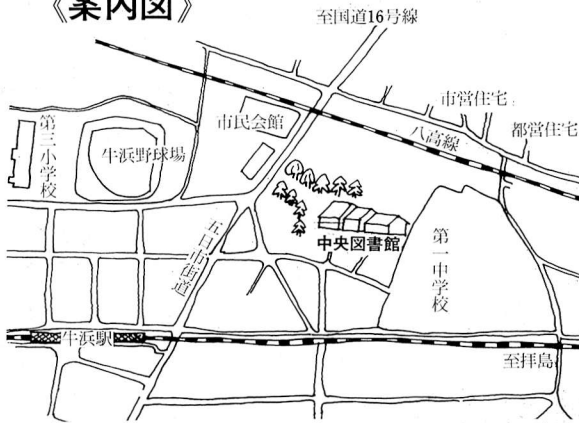 《案内図》
至国道16号線
市営住宅
都営住宅
八高線
市民会館
牛浜野球場
第三小学校
五日市街道
中央図書館
第一中学校
牛浜駅
至拝島